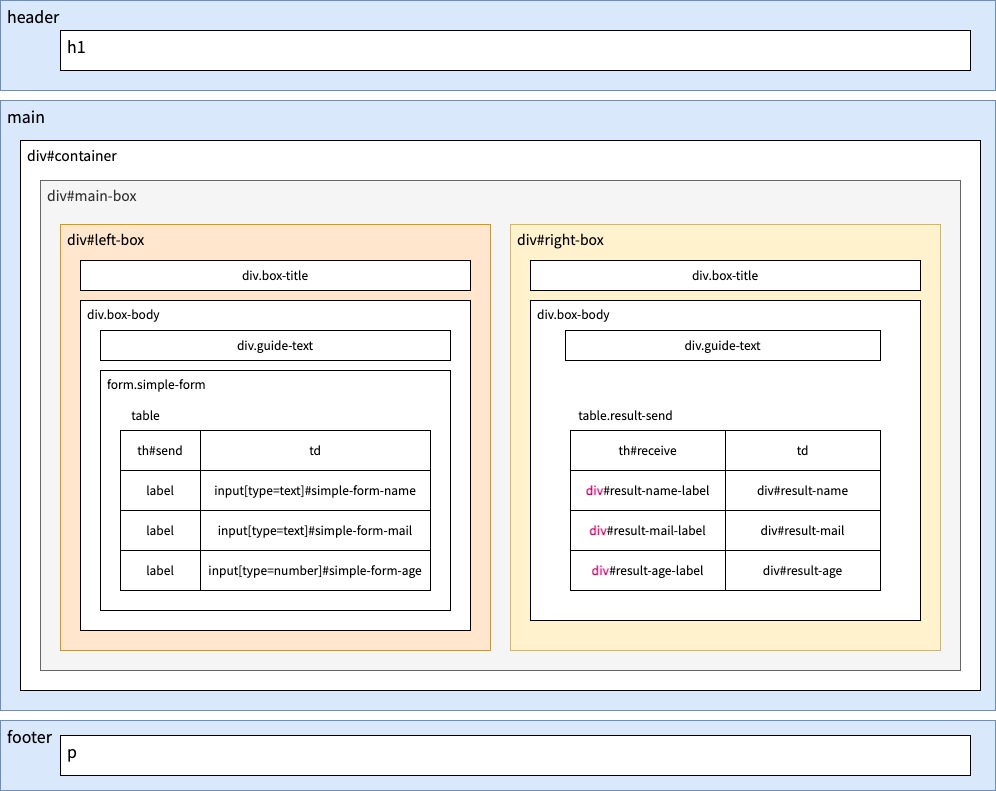 header
h1
main
div#container
div#main-box
div#left-box
div.box-title
div.box-body
div.guide-text
form.simple-form
table
th#send td
label input[type=text]#simple-form-name
label input[type=text]#simple-form-mail
label input[type=number]#simple-form-age
div#right-box
div.box-title
div.box-body
div.guide-text
table.result-send
th#receive td
div#result-name-label div#result-name
div#result-mail-label div#result-mail
div#result-age-label div#result-age
footer
p